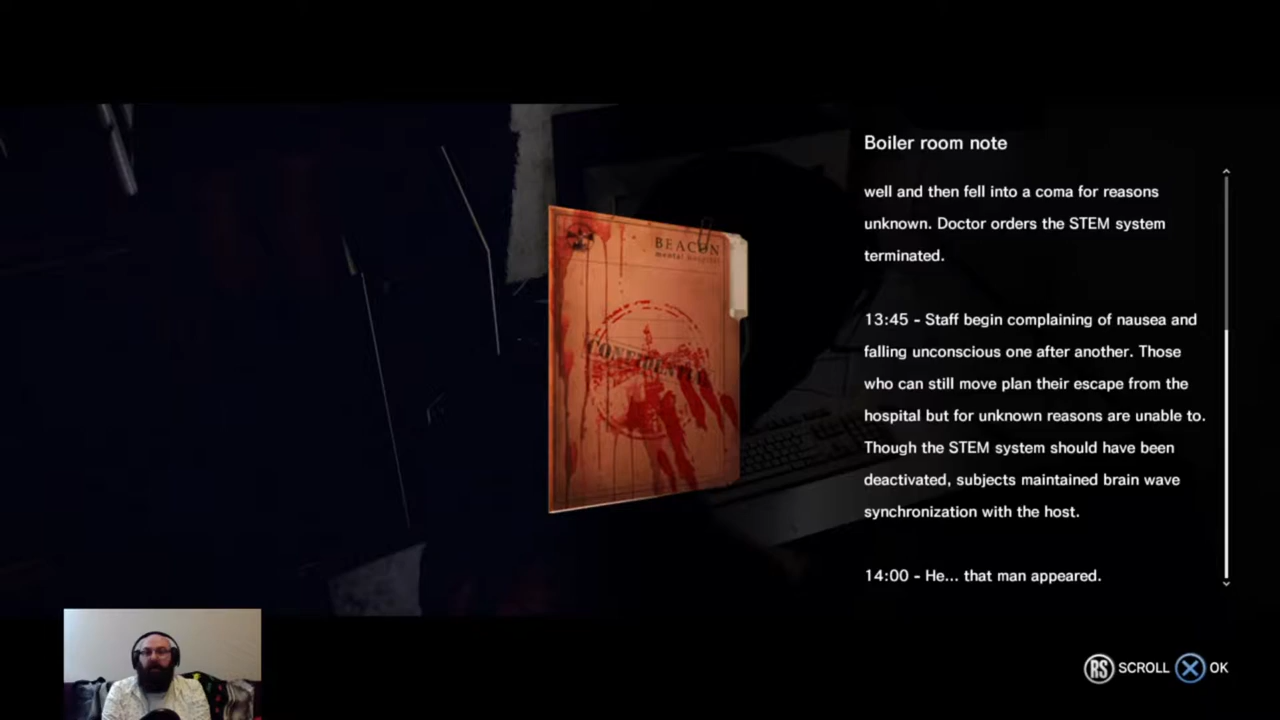 Boiler room note
well and then fell into a coma for reasons
unknown. Doctor orders the STEM system
terminated.
13:45 - Staff begin complaining of nausea and
falling unconscious one after another. Those
who can still move plan their escape from the
hospital but for unknown reasons are unable to.
Though the STEM system should have been
deactivated, subjects maintained brain wave
synchronization with the host.
14:00 - He... that man appeared.
BEACON
mental hospital
CONFIDENTIAL
RS SCROLL OK